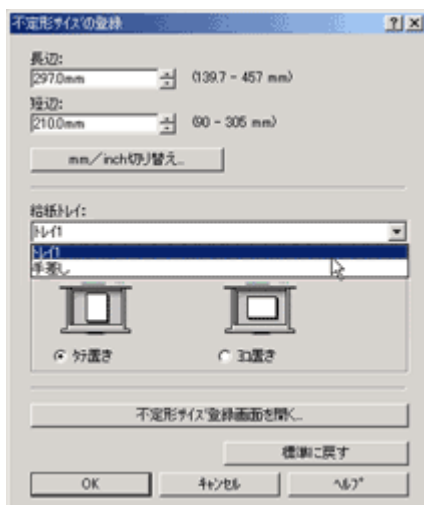 不定形ｻｲｽﾞの登録
長辺:
297.0mm (139.7 - 457 mm)
短辺:
210.0mm (90 - 305 mm)
mm／inch切り替え...
給紙ﾄﾚｲ:
ﾄﾚｲ1
ﾄﾚｲ1
手差し
ﾀﾃ置き ﾖｺ置き
不定形ｻｲｽﾞ登録画面を開く...
標準に戻す
OK ｷｬﾝｾﾙ ﾍﾙﾌﾟ